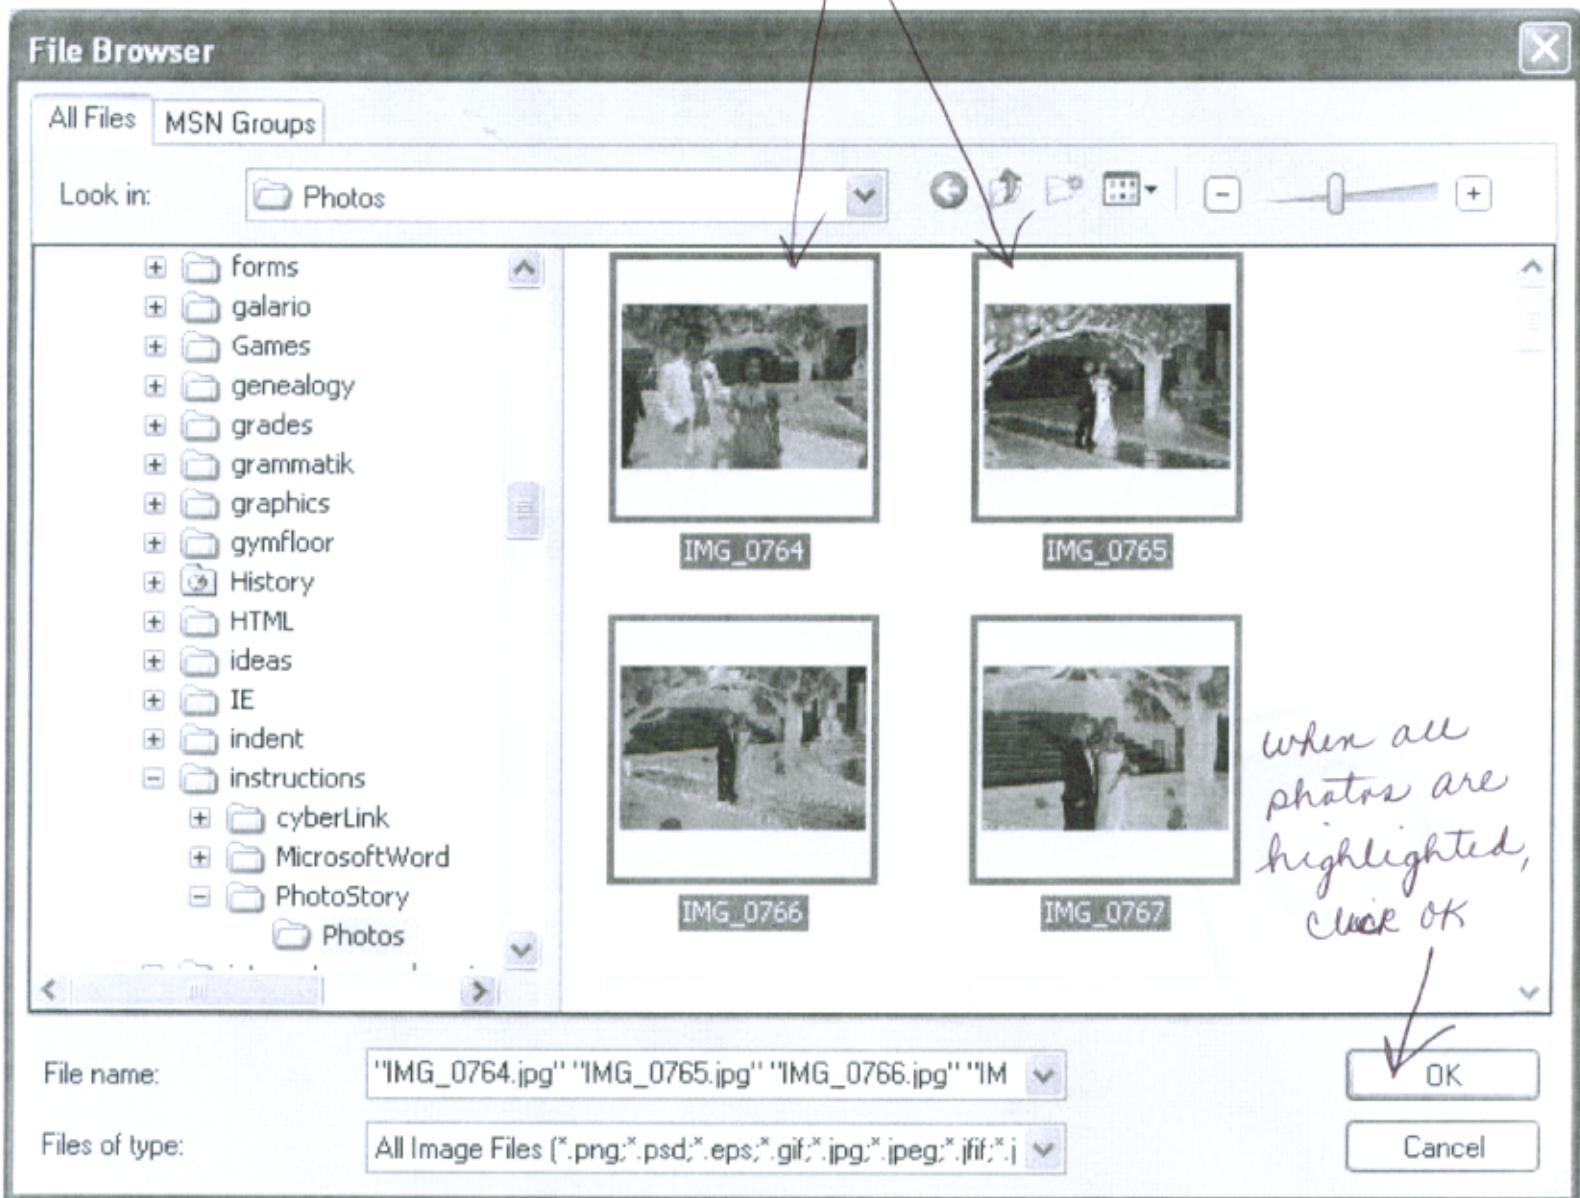 File Browser
All Files MSN Groups
Look in: Photos
forms
galario
Games
genealogy
grades
grammatik
graphics
gymfloor
History
HTML
ideas
IE
indent
instructions
cyberLink
MicrosoftWord
PhotoStory
Photos
IMG_0764 IMG_0765
IMG_0766 IMG_0767
when all
photos are
highlighted,
click OK
File name: "IMG_0764.jpg" "IMG_0765.jpg" "IMG_0766.jpg" "IM
OK
Files of type: All Image Files (*.png;*.psd;*.eps;*.gif;*.jpg;*.jpeg;*.jfif;*.j
Cancel